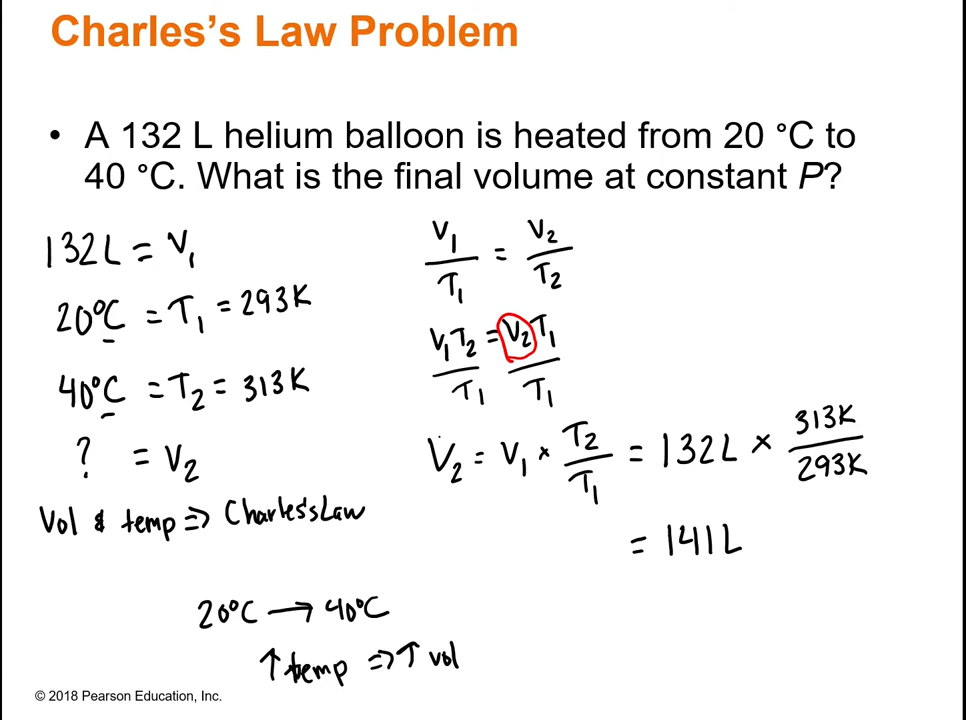 Charles's Law Problem
• A 132 L helium balloon is heated from 20 °C to
40 °C. What is the final volume at constant P?
132L = V₁
20°C = T₁ = 293K
40°C = T₂ = 313K
? = V₂
Vol & temp ⇒ Charles's Law
V₁/T₁ = V₂/T₂
V₁T₂/T₁ = V₂T₁/T₁
V₂ = V₁ × T₂/T₁ = 132L × 313K/293K
= 141L
20°C → 40°C
↑ temp ⇒ ↑ vol
© 2018 Pearson Education, Inc.